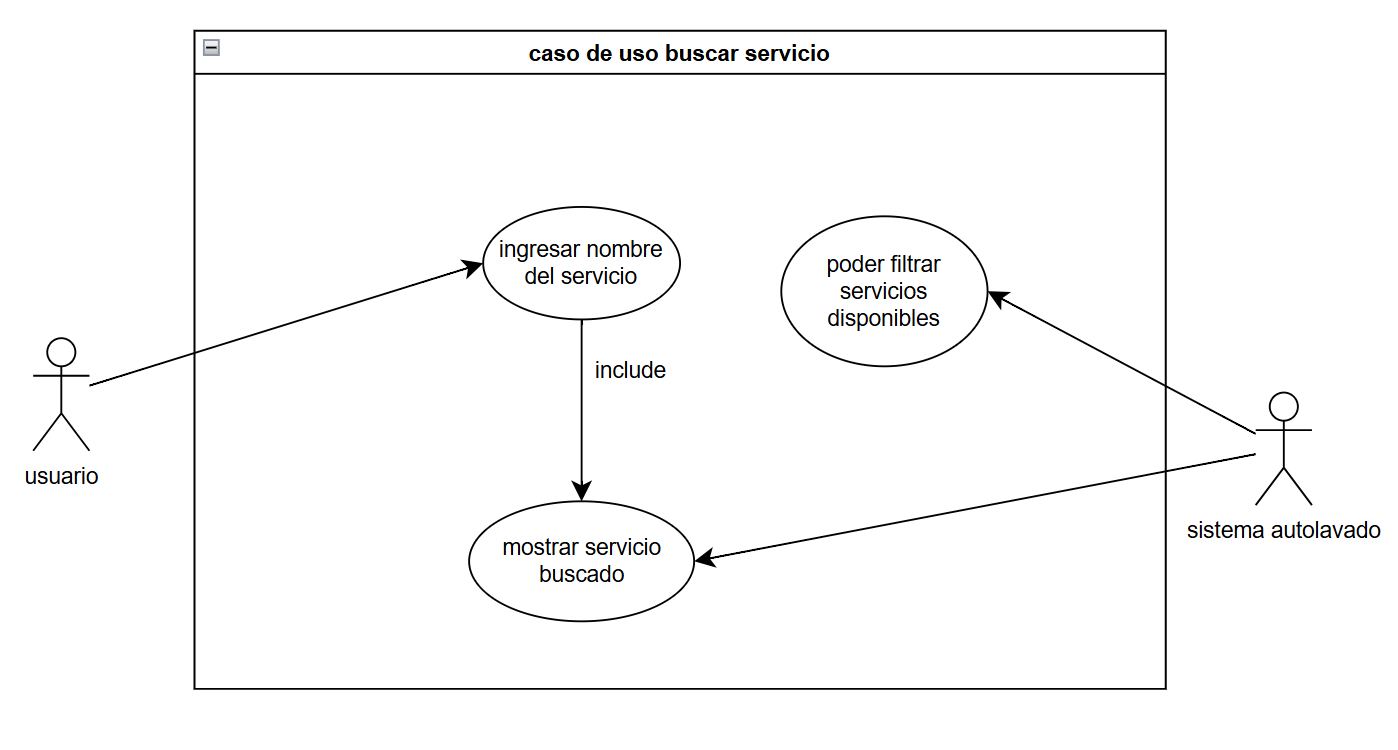 caso de uso buscar servicio
ingresar nombre
del servicio
poder filtrar
servicios
disponibles
include
usuario
sistema autolavado
mostrar servicio
buscado